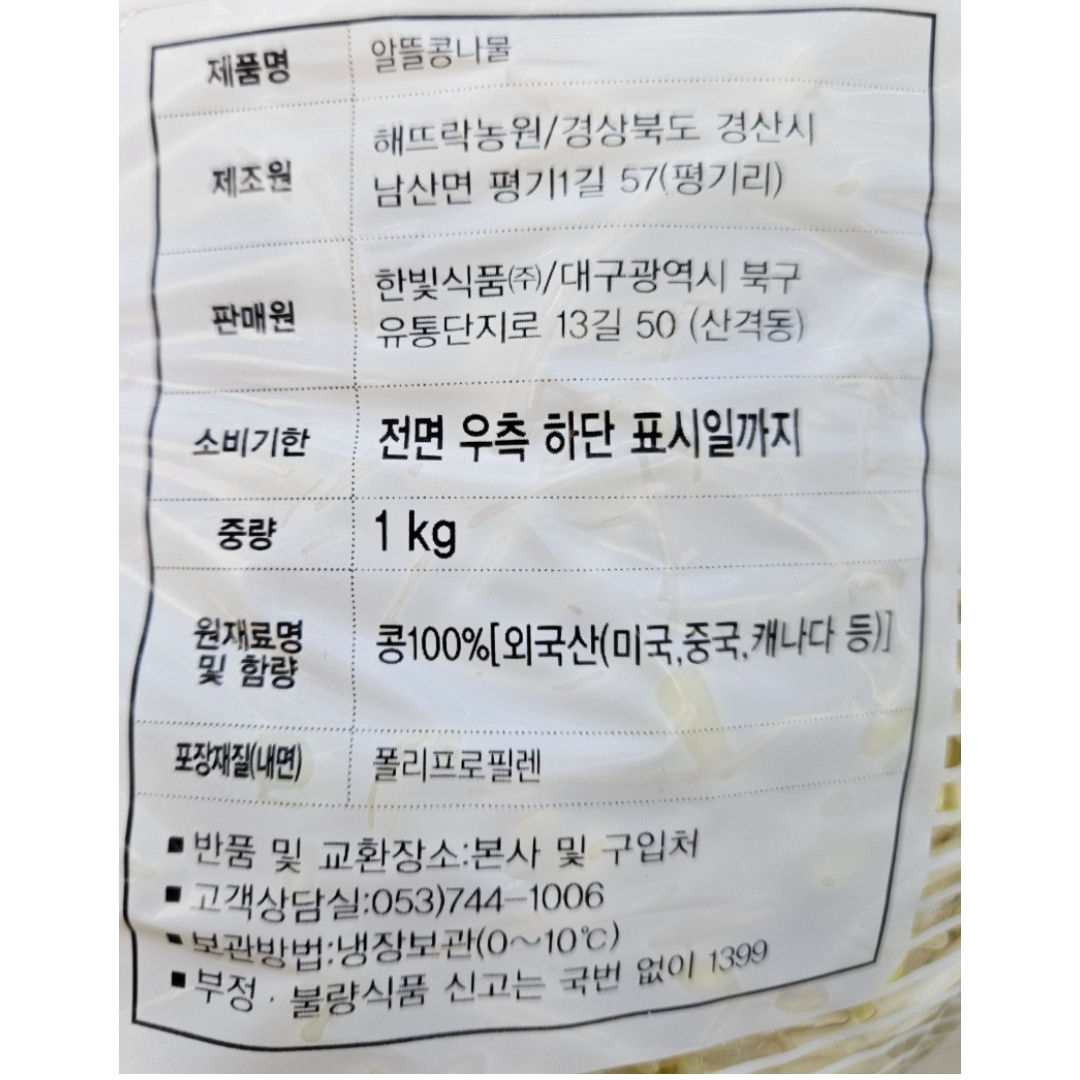 제품명 알뜰콩나물
제조원 해뜨락농원/경상북도 경산시
남산면 평기1길 57(평기리)
판매원 한빛식품㈜/대구광역시 북구
유통단지로 13길 50 (산격동)
소비기한 전면 우측 하단 표시일까지
중량 1 kg
원재료명
및 함량 콩100%[외국산(미국,중국,캐나다 등)]
포장재질(내면) 폴리프로필렌
■ 반품 및 교환장소:본사 및 구입처
■ 고객상담실:053)744-1006
■ 보관방법:냉장보관(0~10℃)
■ 부정·불량식품 신고는 국번 없이 1399